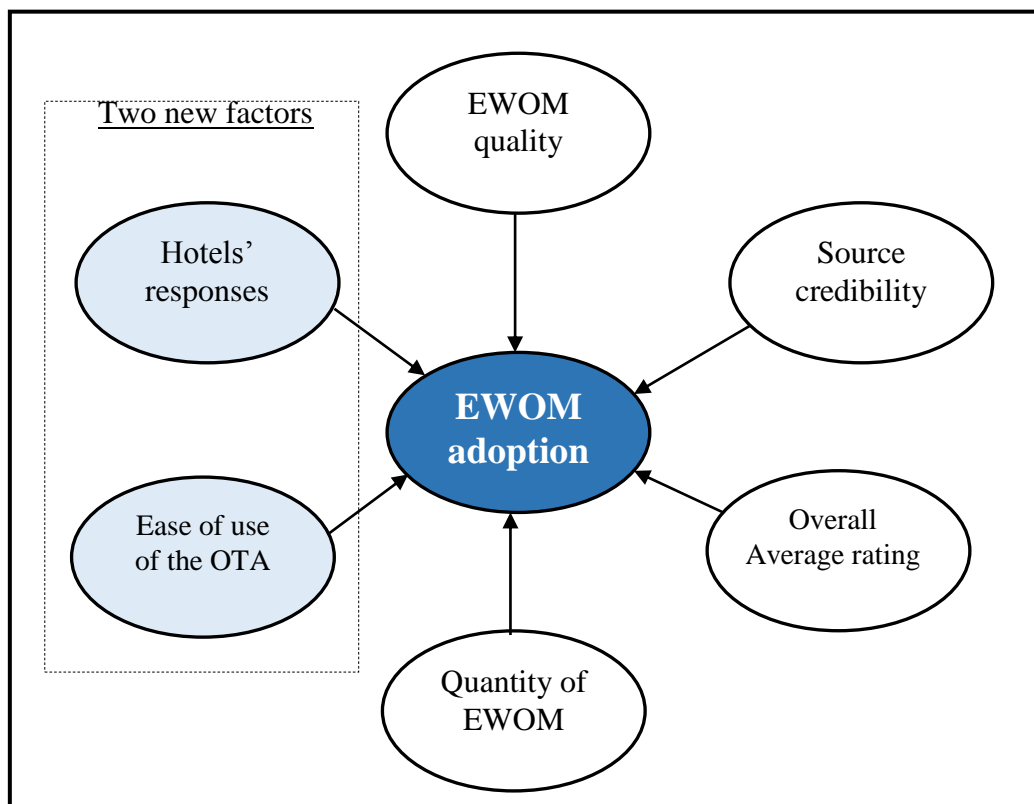 Two new factors
EWOM
quality
Hotels’
responses
Source
credibility
EWOM
adoption
Ease of use
of the OTA
Overall
Average rating
Quantity of
EWOM